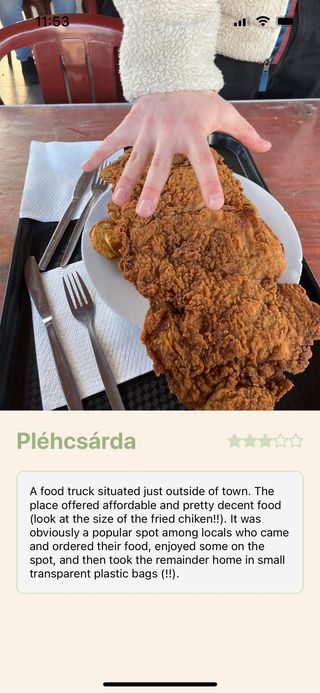 11:53
Pléhcsárda
A food truck situated just outside of town. The
place offered affordable and pretty decent food
(look at the size of the fried chiken!!). It was
obviously a popular spot among locals who came
and ordered their food, enjoyed some on the
spot, and then took the remainder home in small
transparent plastic bags (!!).